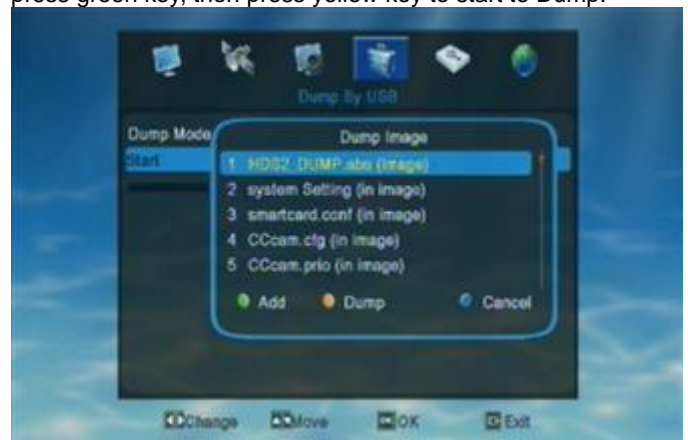 press green key, then press yellow key to start to Dump.
Dump By USB
Dump Mode
Start
Dump Image
1 HDS2_DUMP.abs (image)
2 system Setting (in image)
3 smartcard.conf (in image)
4 CCcam.cfg (in image)
5 CCcam.prio (in image)
Add Dump Cancel
Change Move OK Exit